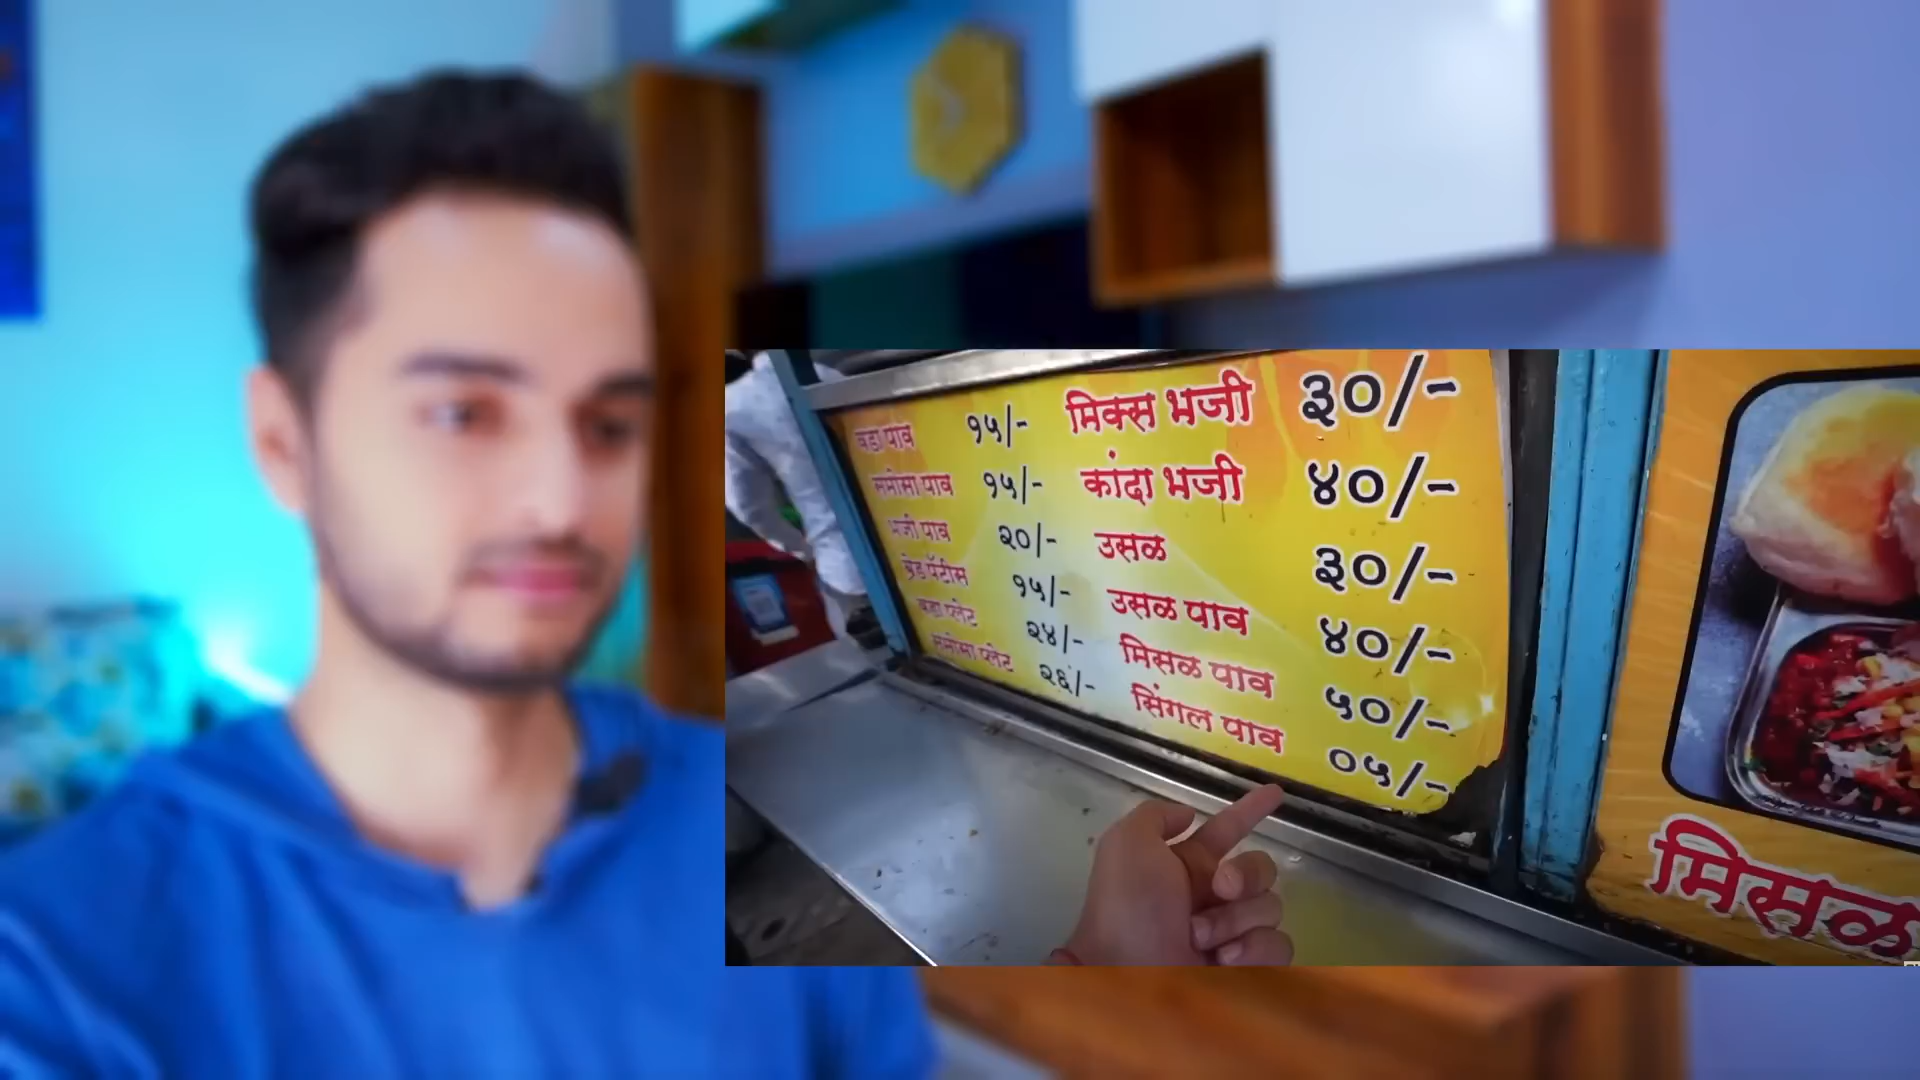 वडा पाव १५/-
समोसा पाव १५/-
भजी पाव २०/-
ब्रेड पॅटीस १५/-
वडा प्लेट २४/-
समोसा प्लेट २६/-
मिक्स भजी ३०/-
कांदा भजी ४०/-
उसळ ३०/-
उसळ पाव ४०/-
मिसळ पाव ५०/-
सिंगल पाव ०५/-
मिसळ